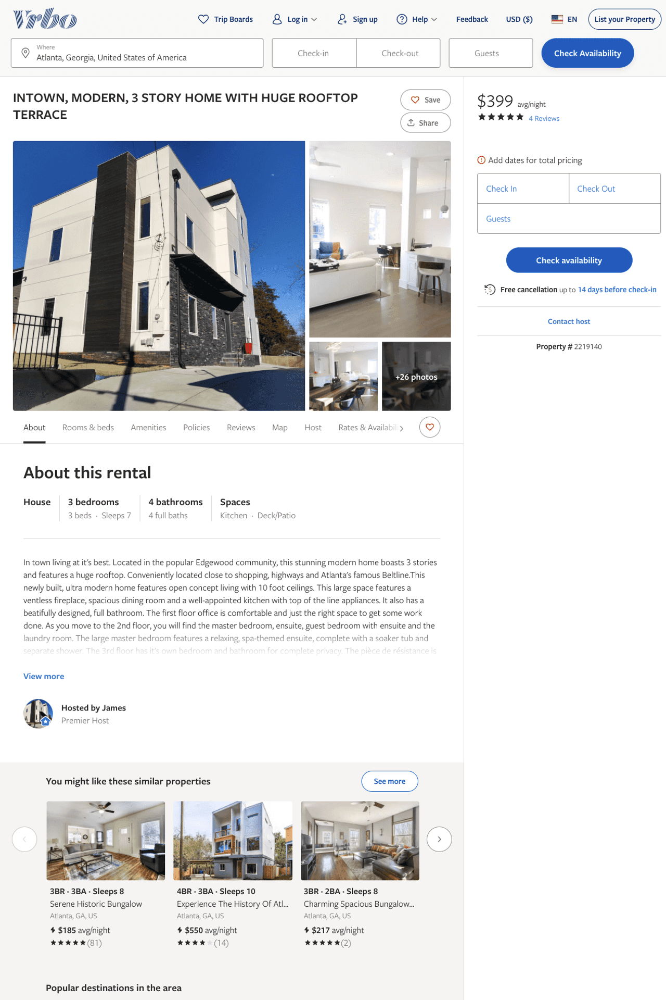 Vrbo
Trip Boards
Log in
Sign up
Help
Feedback
USD ($)
EN
List your Property
Where
Atlanta, Georgia, United States of America
Check-in
Check-out
Guests
Check Availability
INTOWN, MODERN, 3 STORY HOME WITH HUGE ROOFTOP
TERRACE
Save
Share
+26 photos
$399 avg/night
4 Reviews
Add dates for total pricing
Check In
Check Out
Guests
Check availability
Free cancellation up to 14 days before check-in
Contact host
Property # 2219140
About
Rooms & beds
Amenities
Policies
Reviews
Map
Host
Rates & Availabili
About this rental
House
3 bedrooms
3 beds · Sleeps 7
4 bathrooms
4 full baths
Spaces
Kitchen · Deck/Patio
In town living at it's best. Located in the popular Edgewood community, this stunning modern home boasts 3 stories
and features a huge rooftop. Conveniently located close to shopping, highways and Atlanta's famous Beltline.This
newly built, ultra modern home features open concept living with 10 foot ceilings. This large space features a
ventless fireplace, spacious dining room and a well-appointed kitchen with top of the line appliances. It also has a
beatifully designed, full bathroom. The first floor office is comfortable and just the right space to get some work
done. As you move to the 2nd floor, you will find the master bedroom, ensuite, guest bedroom with ensuite and the
laundry room. The large master bedroom features a relaxing, spa-themed ensuite, complete with a soaker tub and
separate shower. The 3rd floor has it's own bedroom and bathroom for complete privacy. The pièce de résistance is
View more
Hosted by James
Premier Host
You might like these similar properties
See more
3BR · 3BA · Sleeps 8
Serene Historic Bungalow
Atlanta, GA, US
$185 avg/night
(81)
4BR · 3BA · Sleeps 10
Experience The History Of Atl...
Atlanta, GA, US
$550 avg/night
(14)
3BR · 2BA · Sleeps 8
Charming Spacious Bungalow...
Atlanta, GA, US
$217 avg/night
(2)
Popular destinations in the area